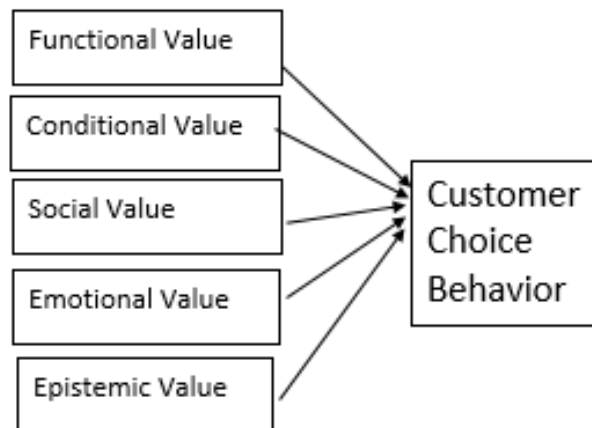 Functional Value
Conditional Value
Social Value
Emotional Value
Epistemic Value
Customer
Choice
Behavior